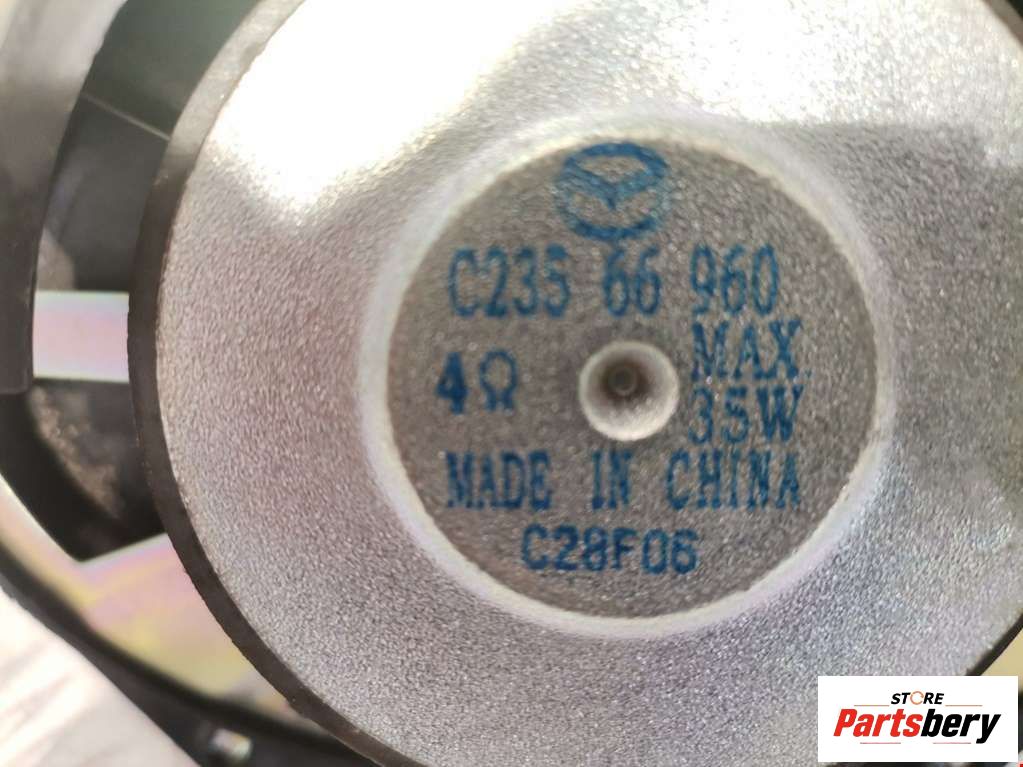 C235 66 960
4Ω MAX.
35W
MADE IN CHINA
C28F06
STORE
Partsbery